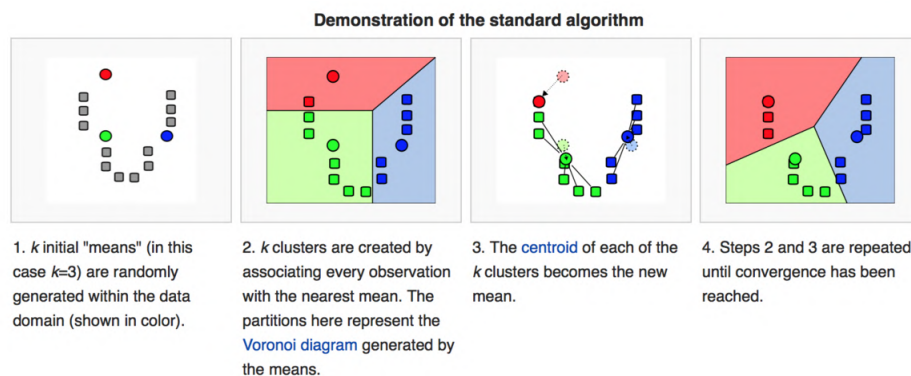 Demonstration of the standard algorithm
1. k initial "means" (in this
case k=3) are randomly
generated within the data
domain (shown in color).
2. k clusters are created by
associating every observation
with the nearest mean. The
partitions here represent the
Voronoi diagram generated by
the means.
3. The centroid of each of the
k clusters becomes the new
mean.
4. Steps 2 and 3 are repeated
until convergence has been
reached.